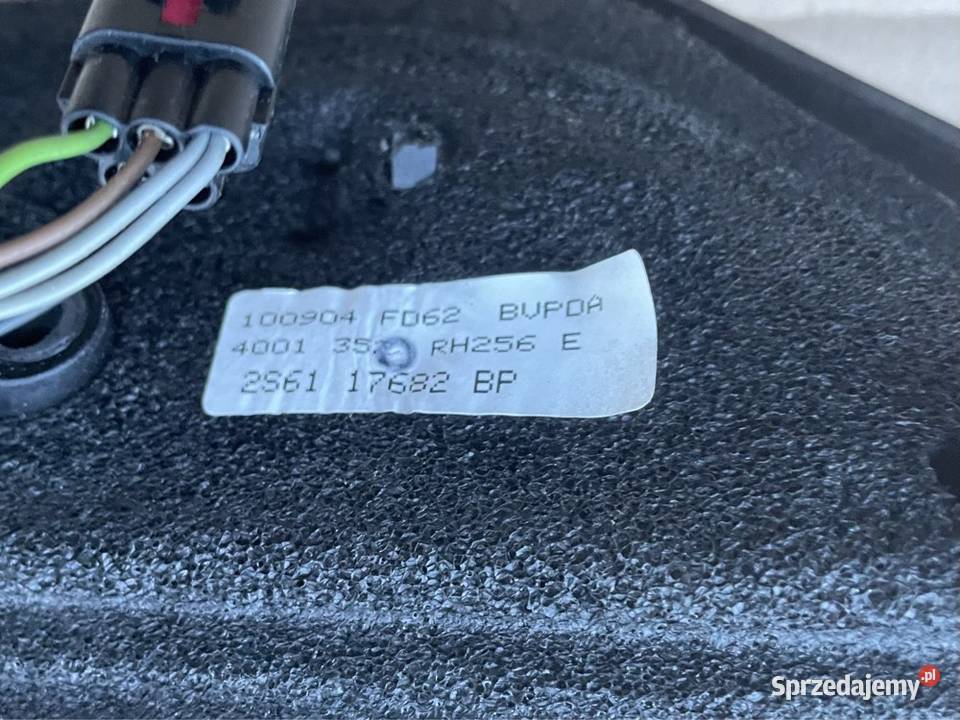 100904 FD62 BVPDA
4001 RH256 E
2S61 17682 BP
Sprzedajemy.pl